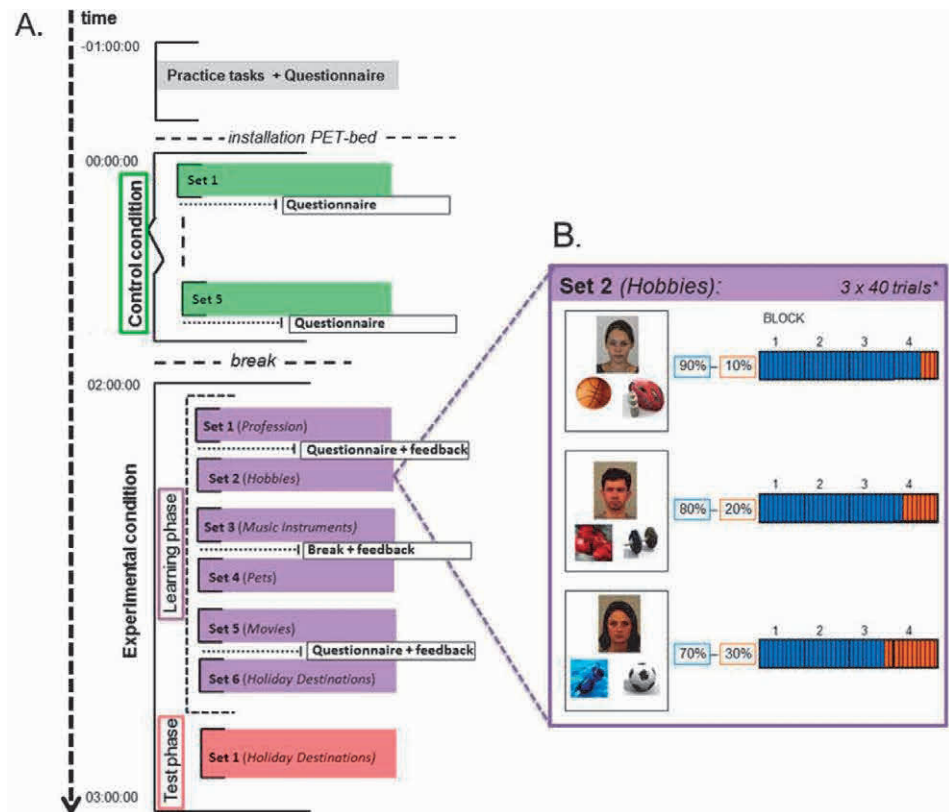 A.
time
-01:00:00
Practice tasks + Questionnaire
installation PET-bed
00:00:00
Control condition
Set 1
Questionnaire
Set 5
Questionnaire
break
02:00:00
Experimental condition
Learning phase
Set 1 (Profession)
Questionnaire + feedback
Set 2 (Hobbies)
Set 3 (Music Instruments)
Break + feedback
Set 4 (Pets)
Set 5 (Movies)
Questionnaire + feedback
Set 6 (Holiday Destinations)
Test phase
Set 1 (Holiday Destinations)
03:00:00
B.
Set 2 (Hobbies): 3 x 40 trials*
BLOCK
1 2 3 4
90% – 10%
1 2 3 4
80% – 20%
1 2 3 4
70% – 30%